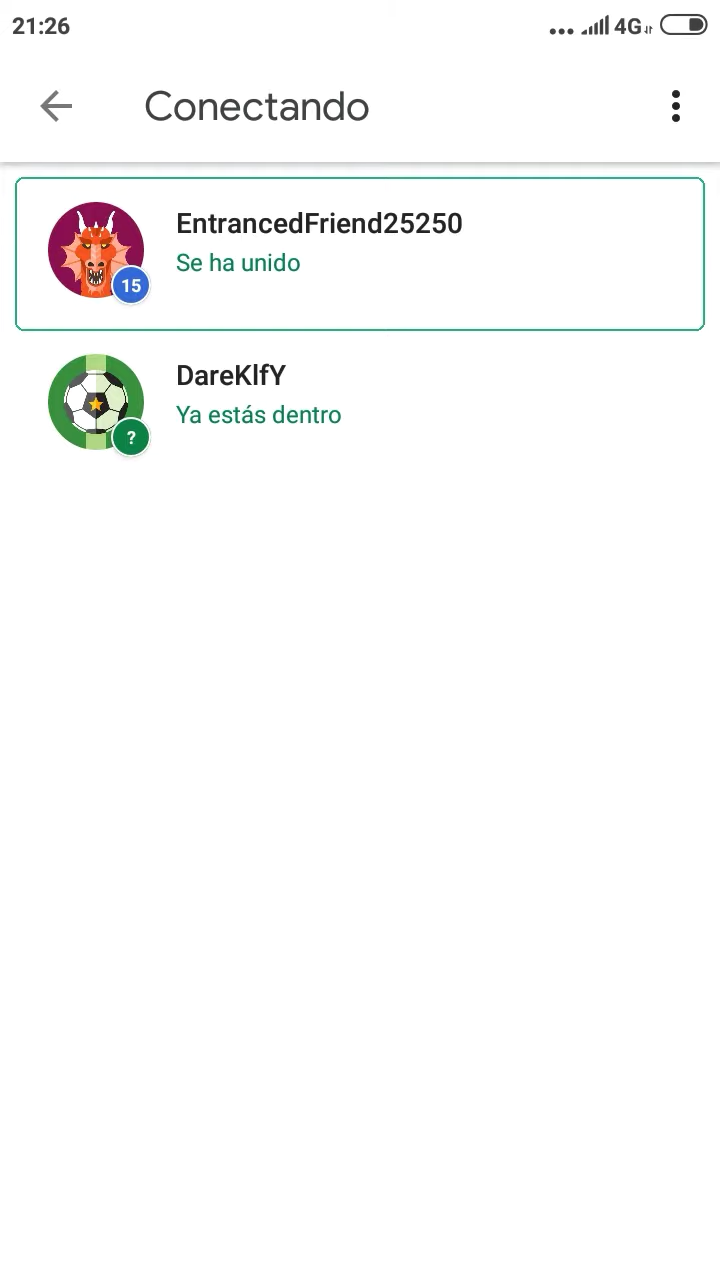 21:26
4G
Conectando
EntrancedFriend25250
Se ha unido
15
DareKlfY
Ya estás dentro
?